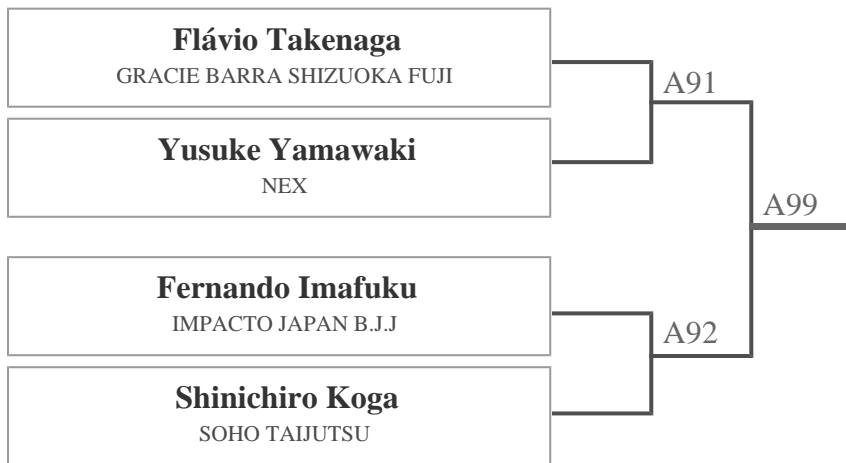 Flávio Takenaga
GRACIE BARRA SHIZUOKA FUJI
A91
Yusuke Yamawaki
NEX
A99
Fernando Imafuku
IMPACTO JAPAN B.J.J
A92
Shinichiro Koga
SOHO TAIJUTSU